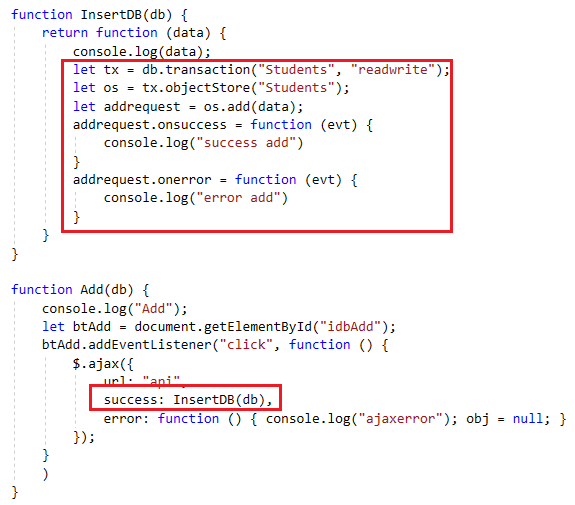 function InsertDB(db) {
    return function (data) {
        console.log(data);
        let tx = db.transaction("Students", "readwrite");
        let os = tx.objectStore("Students");
        let addrequest = os.add(data);
        addrequest.onsuccess = function (evt) {
            console.log("success add")
        }
        addrequest.onerror = function (evt) {
            console.log("error add")
        }
    }
}

function Add(db) {
    console.log("Add");
    let btAdd = document.getElementById("idbAdd");
    btAdd.addEventListener("click", function () {
        $.ajax({
            url: "api",
            success: InsertDB(db),
            error: function () { console.log("ajaxerror"); obj = null; }
        });
    }
    )
}